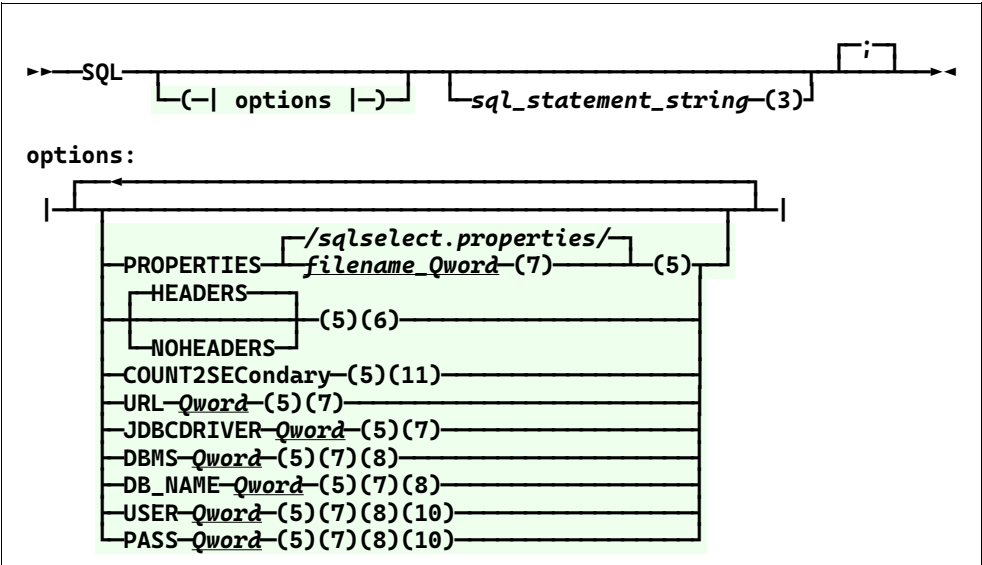 ;
►►──SQL
(─| options |─)
sql_statement_string─(3)
options:
/sqlselect.properties/
PROPERTIES
filename_Qword─(7)
(5)
HEADERS
(5)(6)
NOHEADERS
COUNT2SECondary─(5)(11)
URL─Qword─(5)(7)
JDBCDRIVER─Qword─(5)(7)
DBMS─Qword─(5)(7)(8)
DB_NAME─Qword─(5)(7)(8)
USER─Qword─(5)(7)(8)(10)
PASS─Qword─(5)(7)(8)(10)